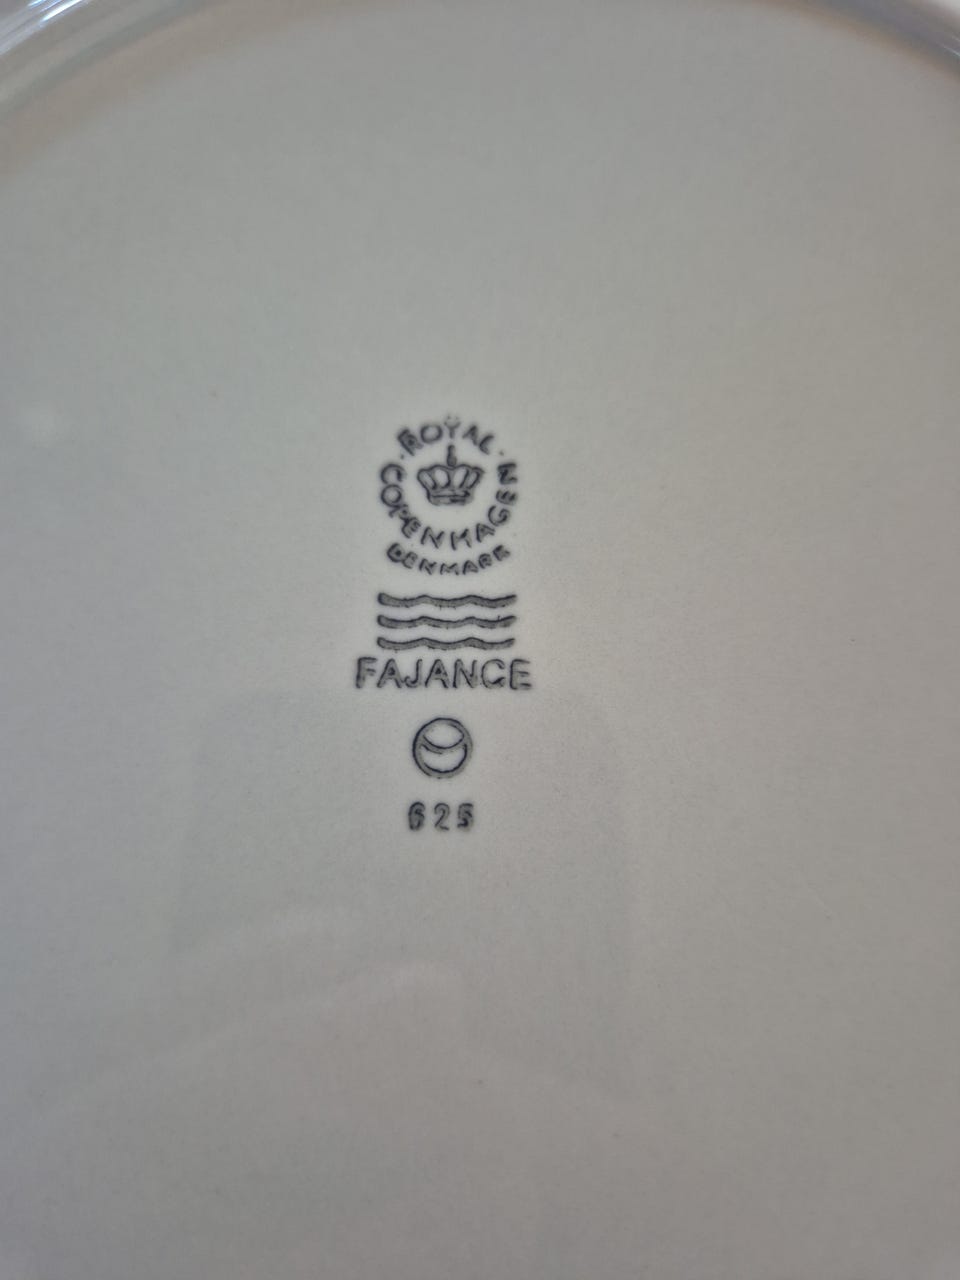 ROYAL
COPENHAGEN
DENMARK
FAJANCE
625